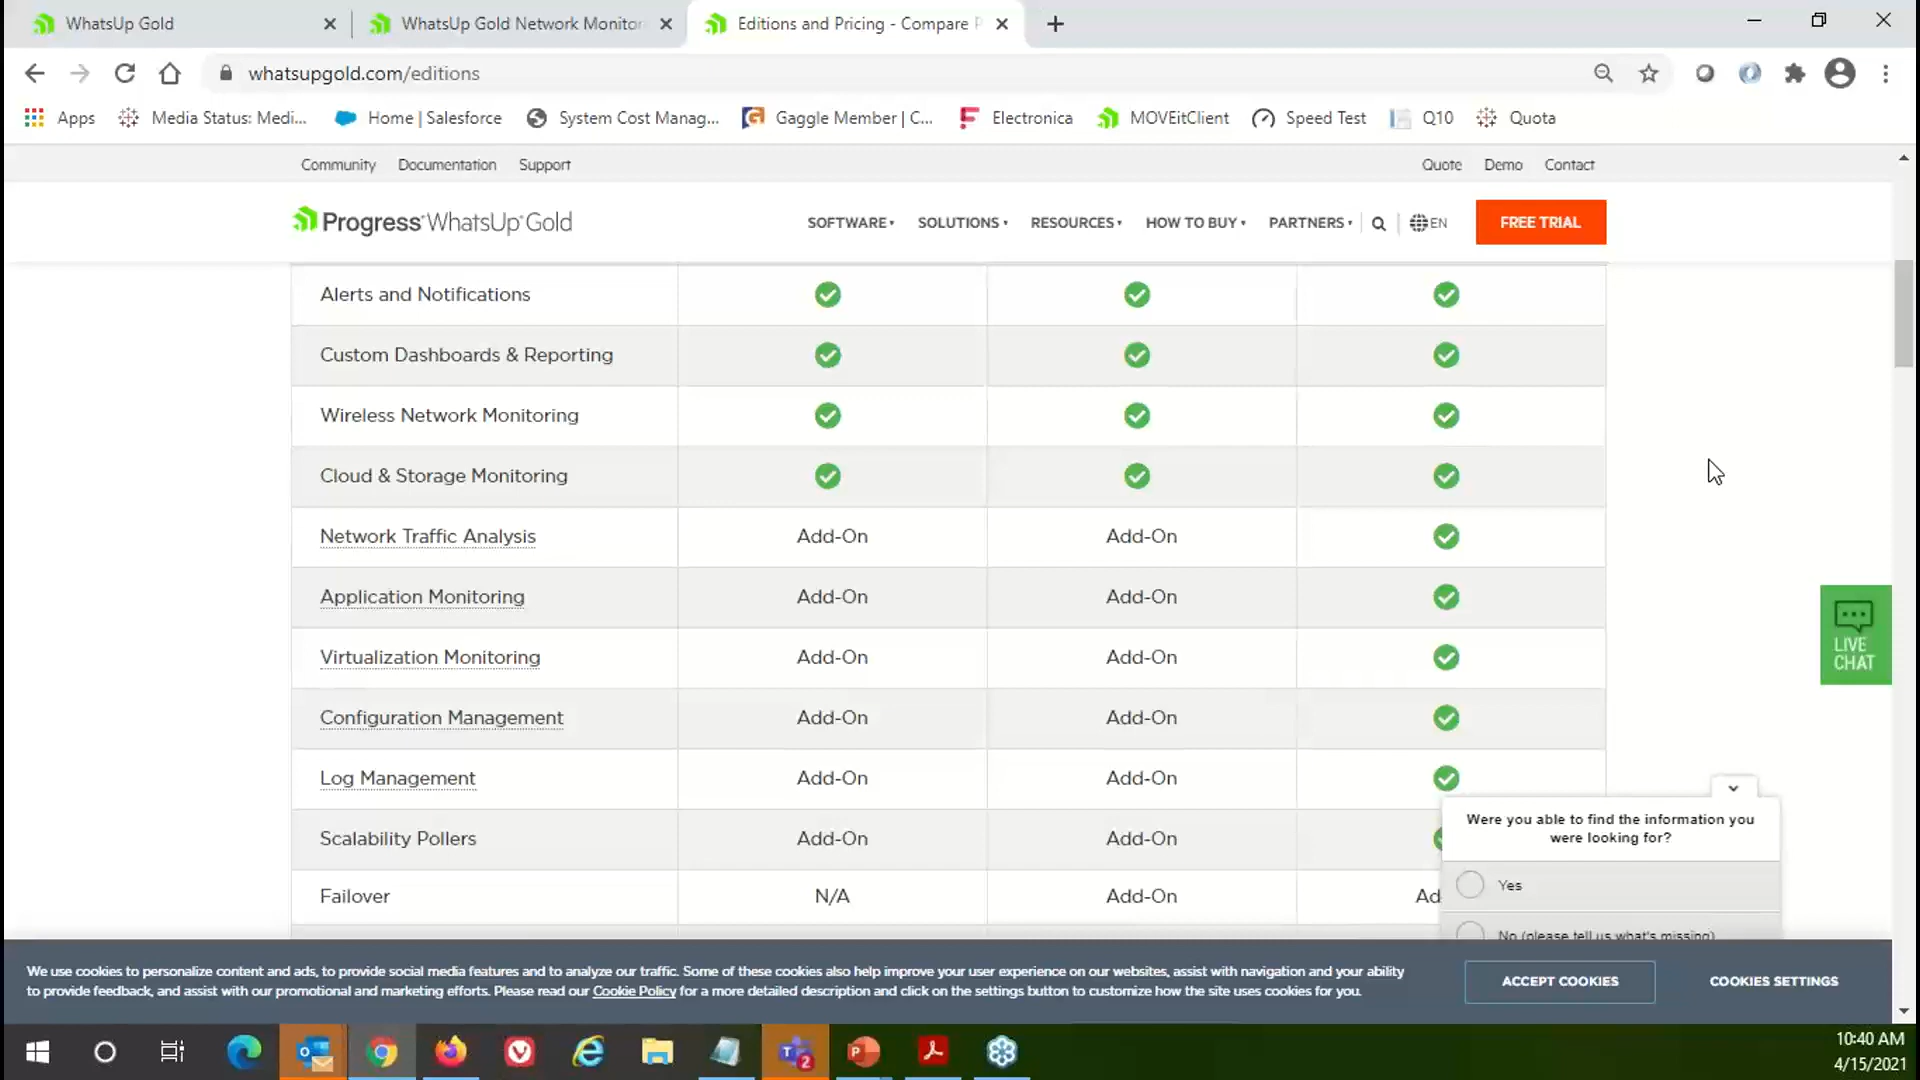 WhatsUp Gold
WhatsUp Gold Network Monitor
Editions and Pricing - Compare P
whatsupgold.com/editions
Apps
Media Status: Medi...
Home | Salesforce
System Cost Manag...
Gaggle Member | C...
Electronica
MOVEitClient
Speed Test
Q10
Quota
Community Documentation Support
Quote Demo Contact
Progress WhatsUp Gold
SOFTWARE SOLUTIONS RESOURCES HOW TO BUY PARTNERS EN
FREE TRIAL
Alerts and Notifications
Custom Dashboards & Reporting
Wireless Network Monitoring
Cloud & Storage Monitoring
Network Traffic Analysis Add-On Add-On
Application Monitoring Add-On Add-On
Virtualization Monitoring Add-On Add-On
Configuration Management Add-On Add-On
Log Management Add-On Add-On
Scalability Pollers Add-On Add-On
Failover N/A Add-On Ad
LIVE
CHAT
Were you able to find the information you
were looking for?
Yes
No (please tell us what's missing)
We use cookies to personalize content and ads, to provide social media features and to analyze our traffic. Some of these cookies also help improve your user experience on our websites, assist with navigation and your ability
to provide feedback, and assist with our promotional and marketing efforts. Please read our Cookie Policy for a more detailed description and click on the settings button to customize how the site uses cookies for you.
ACCEPT COOKIES
COOKIES SETTINGS
10:40 AM
4/15/2021